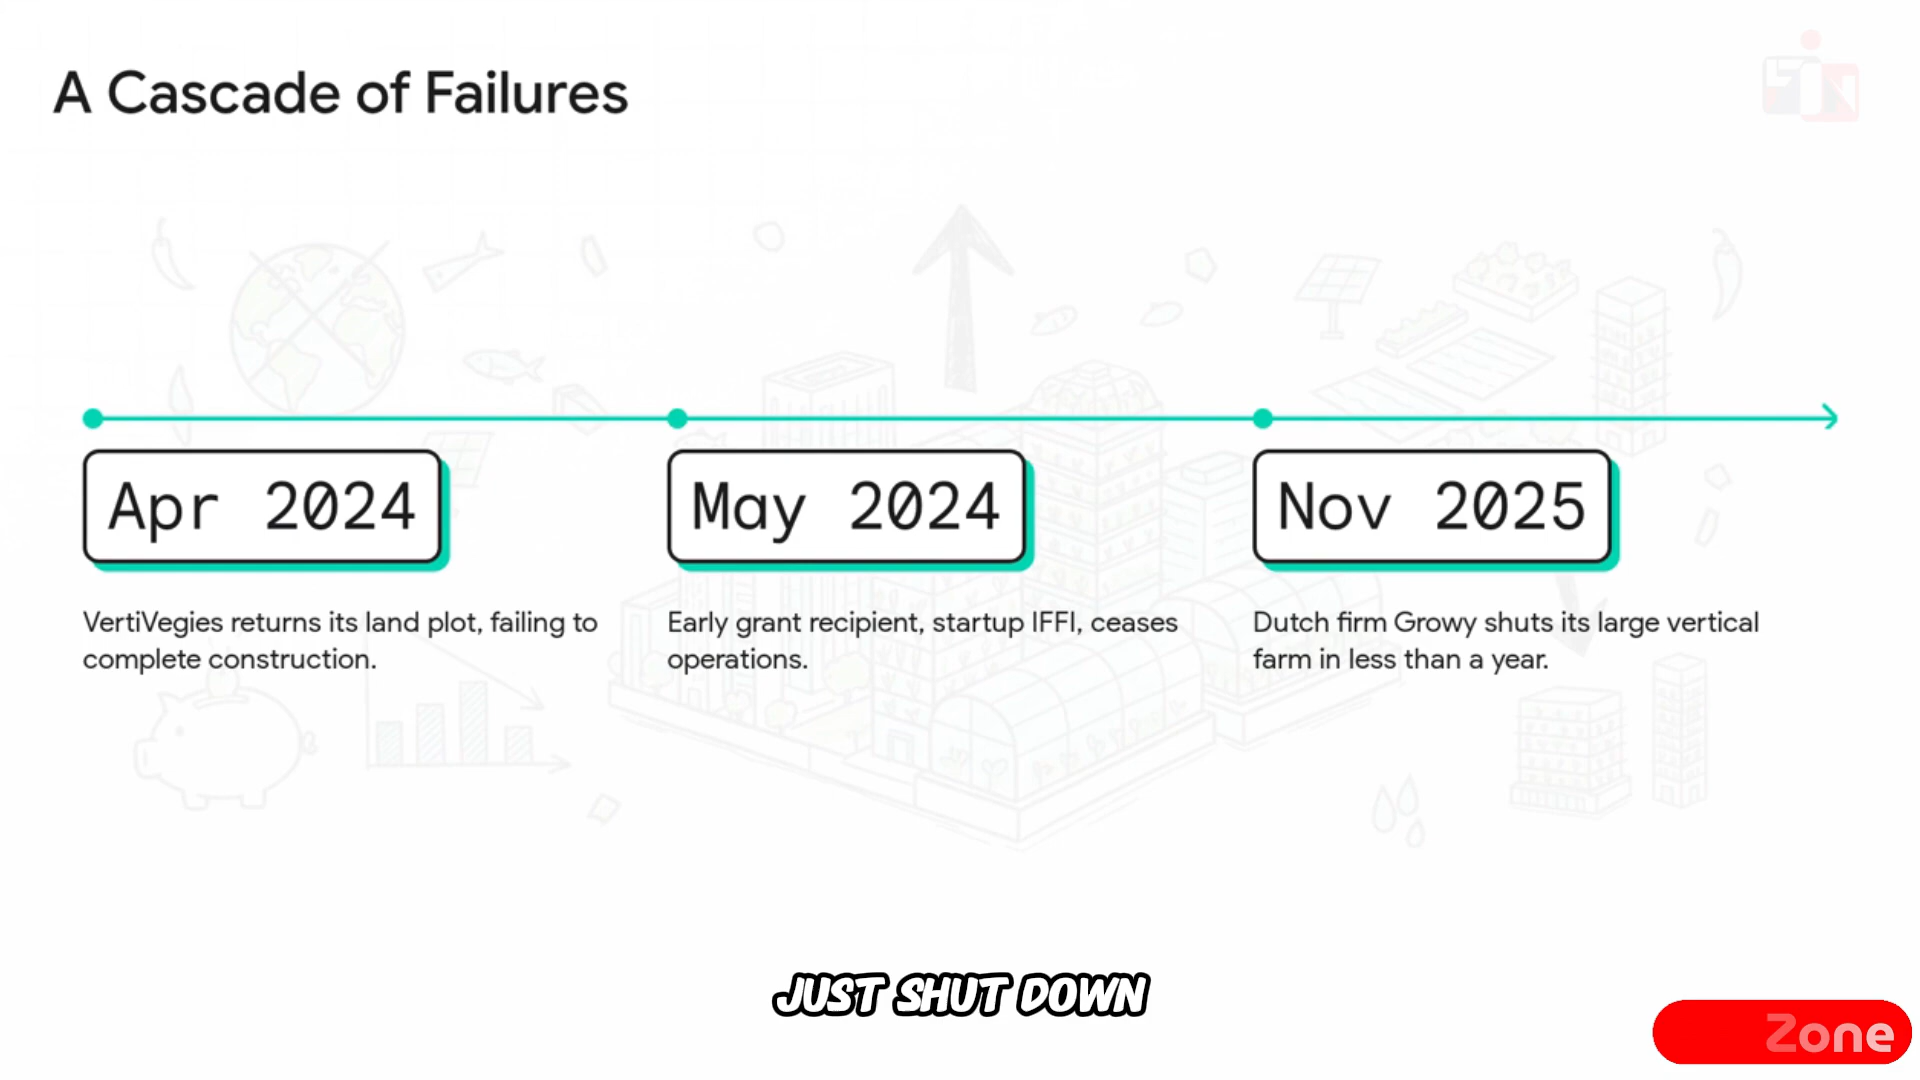 A Cascade of Failures
SIN
Apr 2024
May 2024
Nov 2025
VertiVegies returns its land plot, failing to
complete construction.
Early grant recipient, startup IFFI, ceases
operations.
Dutch firm Growy shuts its large vertical
farm in less than a year.
JUST SHUT DOWN
Zone